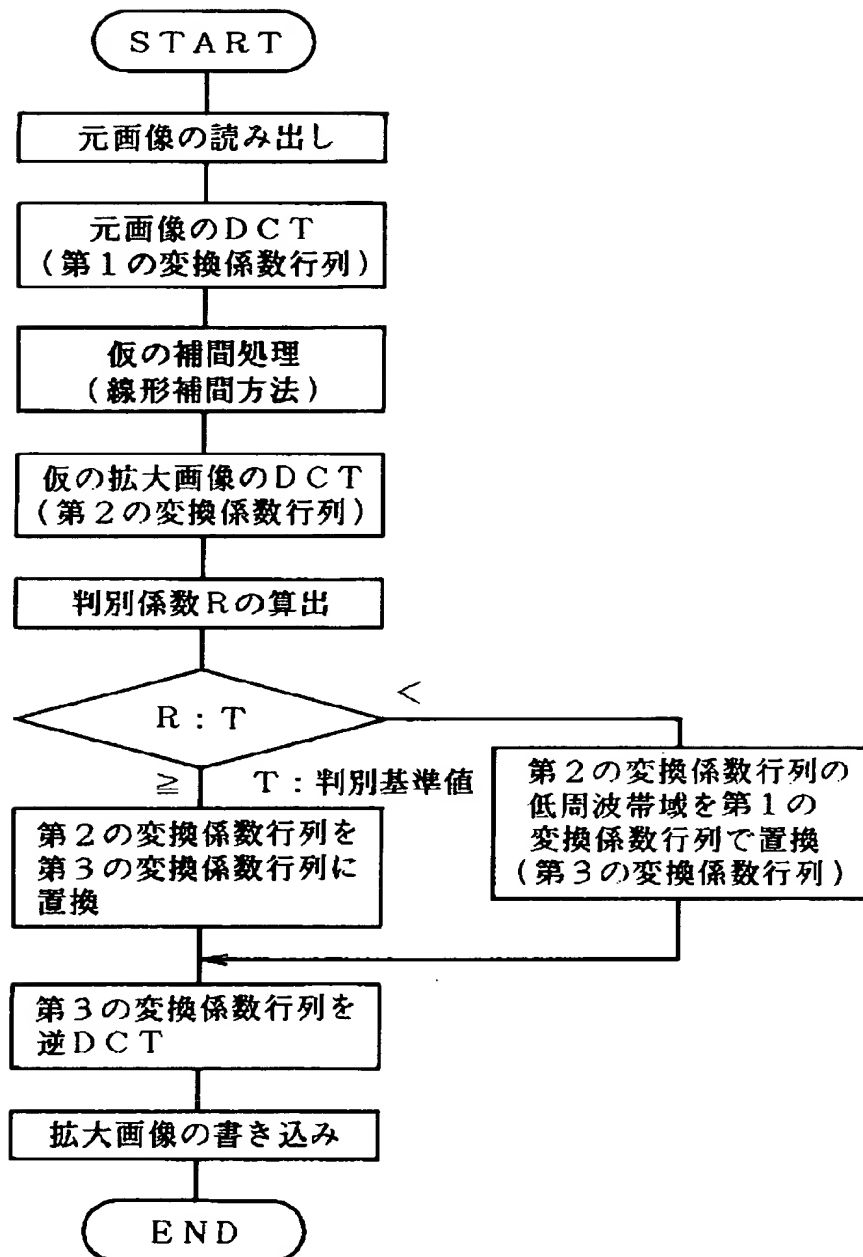 START
元画像の読み出し
元画像のDCT
(第1の変換係数行列)
仮の補間処理
(線形補間方法)
仮の拡大画像のDCT
(第2の変換係数行列)
判別係数Rの算出
R:T
<
≧
T:判別基準値
第2の変換係数行列を
第3の変換係数行列に
置換
第2の変換係数行列の
低周波帯域を第1の
変換係数行列で置換
(第3の変換係数行列)
第3の変換係数行列を
逆DCT
拡大画像の書き込み
END